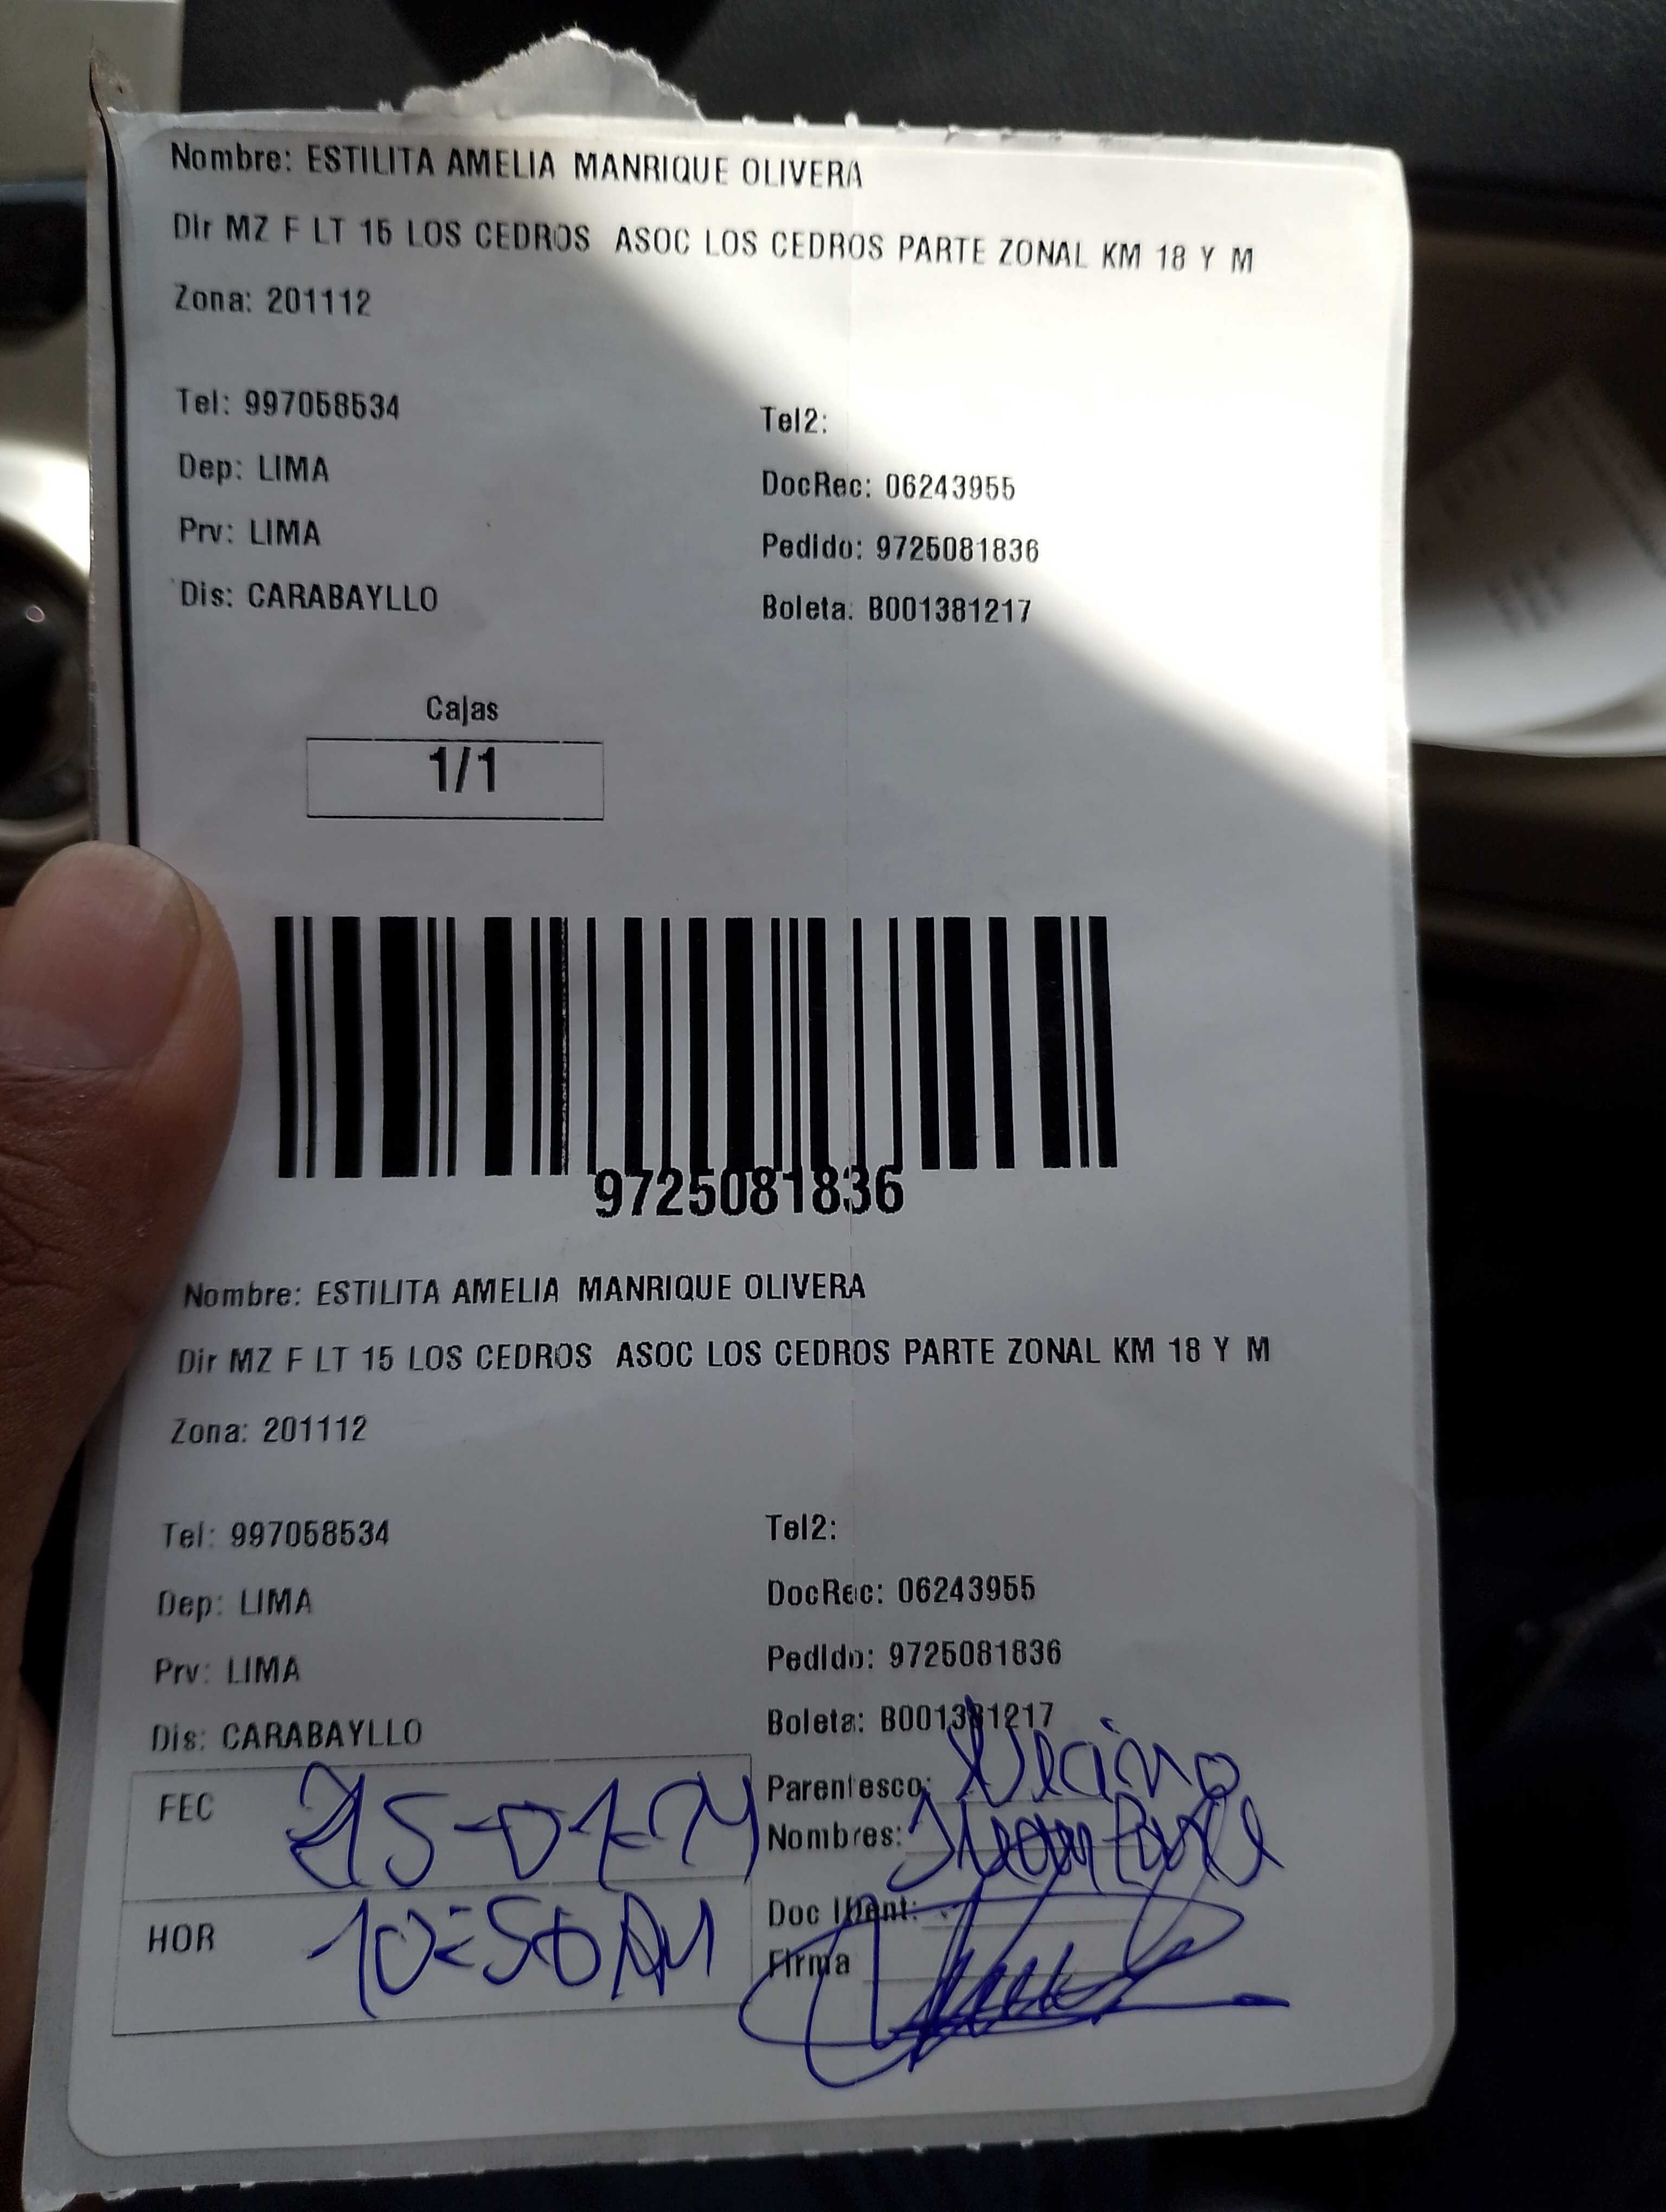 Nombre: ESTILITA AMELIA MANRIQUE OLIVERA
Dir MZ F LT 15 LOS CEDROS ASOC LOS CEDROS PARTE ZONAL KM 18 Y M
Zona: 201112
Tel: 997058534 Tel2:
Dep: LIMA DocRec: 06243955
Prv: LIMA Pedido: 9725081836
Dis: CARABAYLLO Boleta: B001381217
Cajas
1/1
9725081836
Nombre: ESTILITA AMELIA MANRIQUE OLIVERA
Dir MZ F LT 15 LOS CEDROS ASOC LOS CEDROS PARTE ZONAL KM 18 Y M
Zona: 201112
Tel: 997058534 Tel2:
Dep: LIMA DocRec: 06243955
Prv: LIMA Pedido: 9725081836
Dis: CARABAYLLO Boleta: B001381217
Parentesco: Vecino
FEC
Nombres: Juan
HOR 10:50 AM
Doc Ident:
Firma